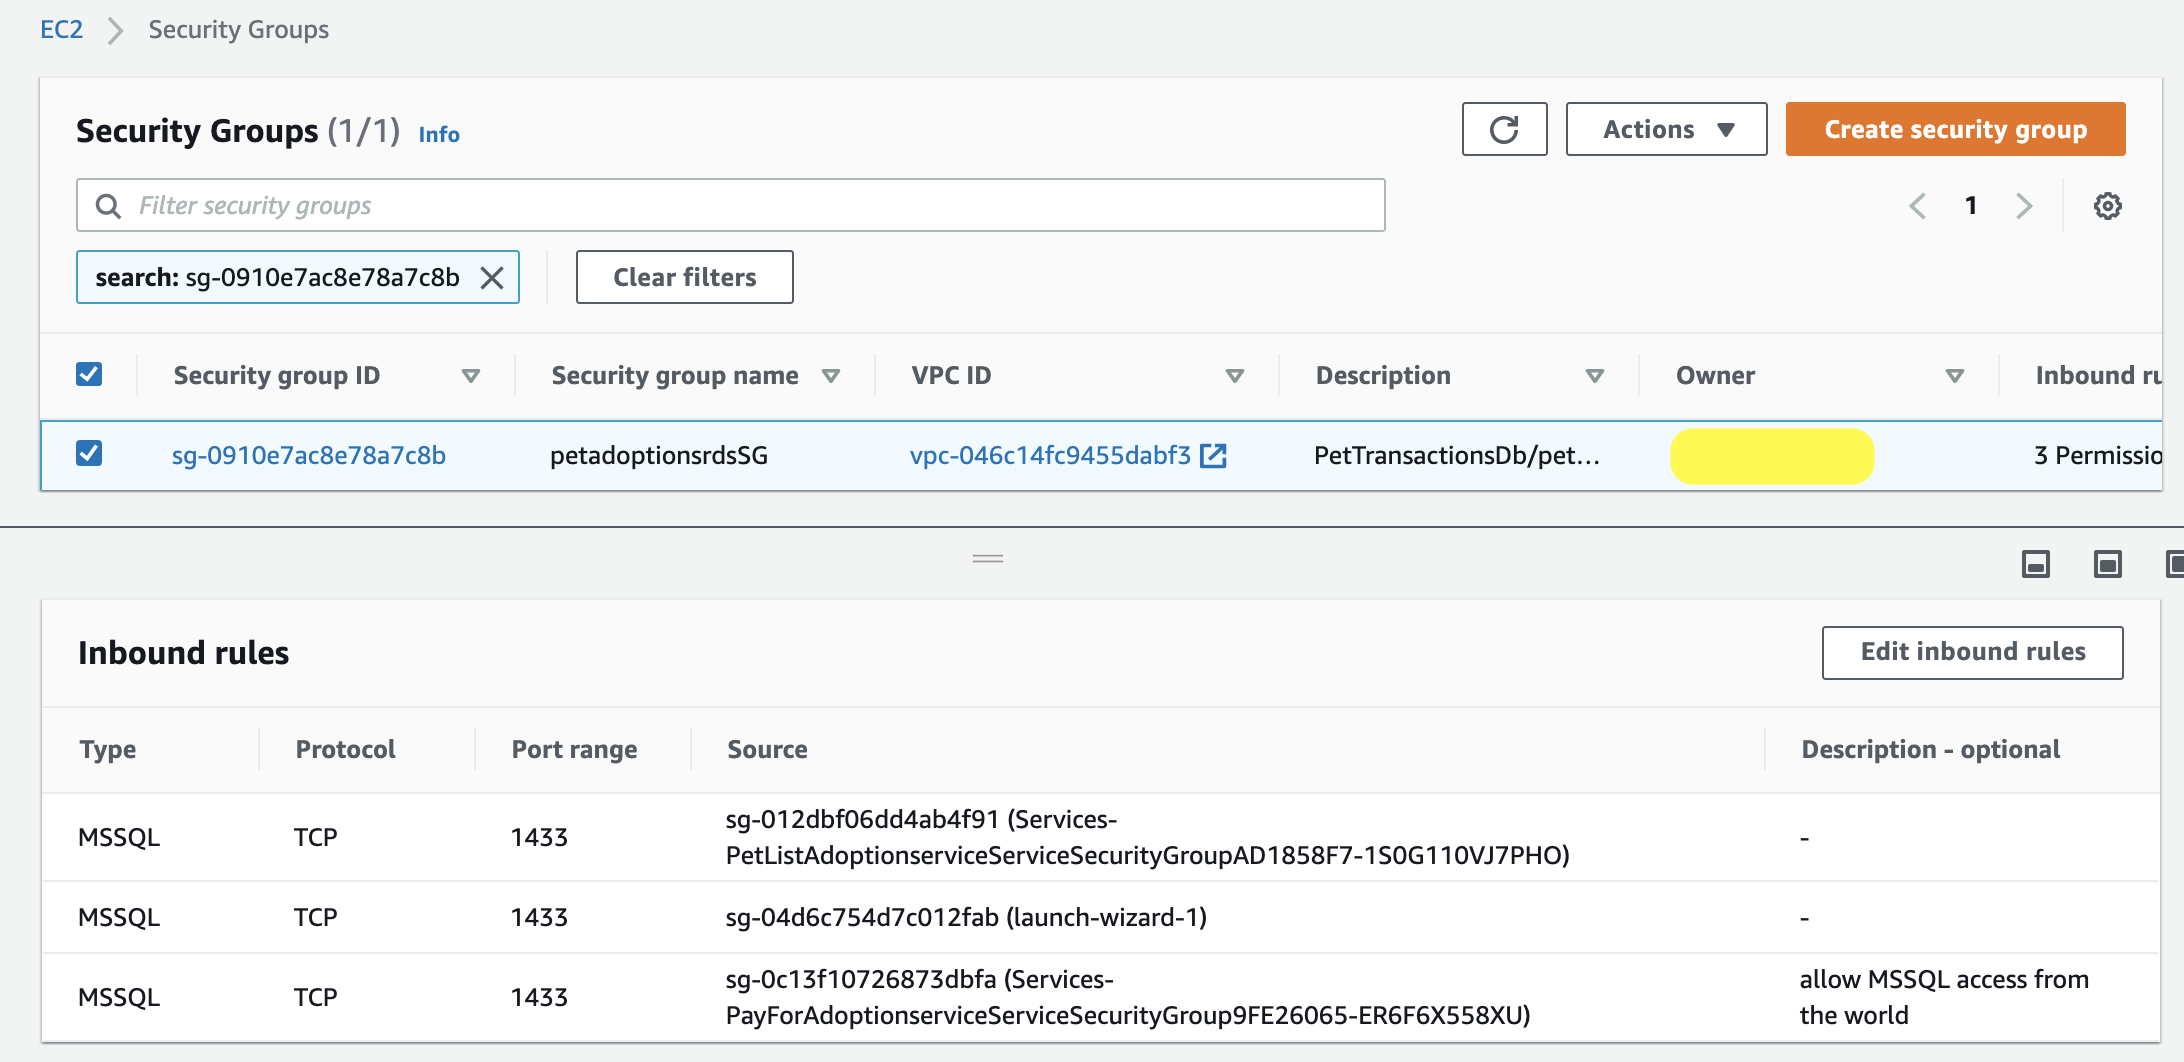 EC2 Security Groups
Security Groups (1/1) Info
Actions
Create security group
Filter security groups
1
search: sg-0910e7ac8e78a7c8b
Clear filters
Security group ID Security group name VPC ID Description Owner Inbound ru
sg-0910e7ac8e78a7c8b petadoptionsrdsSG vpc-046c14fc9455dabf3 PetTransactionsDb/pet... 3 Permissio
Inbound rules
Edit inbound rules
Type Protocol Port range Source Description - optional
MSSQL TCP 1433 sg-012dbf06dd4ab4f91 (Services-
PetListAdoptionserviceServiceSecurityGroupAD1858F7-1S0G110VJ7PHO) -
MSSQL TCP 1433 sg-04d6c754d7c012fab (launch-wizard-1) -
MSSQL TCP 1433 sg-0c13f10726873dbfa (Services- allow MSSQL access from
PayForAdoptionserviceServiceSecurityGroup9FE26065-ER6F6X558XU) the world